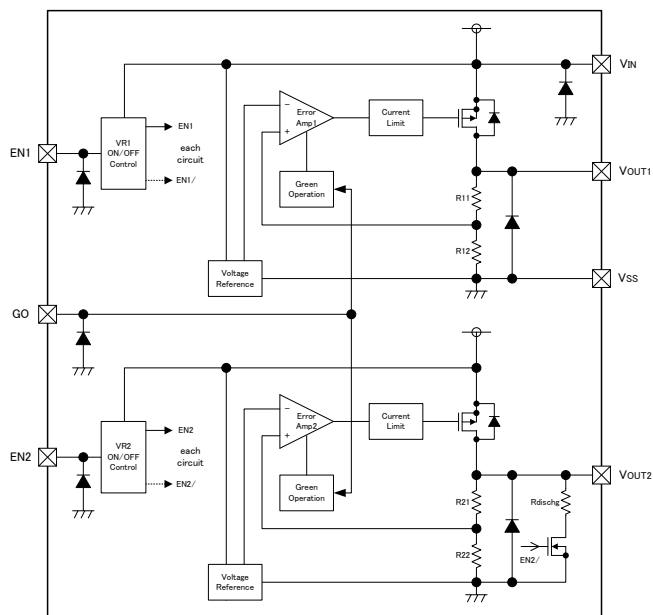 VIN
Error
Amp1
−
+
Current
Limit
EN1
VR1
ON/OFF
Control
EN1
each
circuit
EN1/
Green
Operation
VOUT1
R11
R12
Voltage
Reference
VSS
GO
Error
Amp2
−
+
Current
Limit
EN2
VR2
ON/OFF
Control
EN2
each
circuit
EN2/
Green
Operation
VOUT2
R21
Rdischg
R22
EN2/
Voltage
Reference